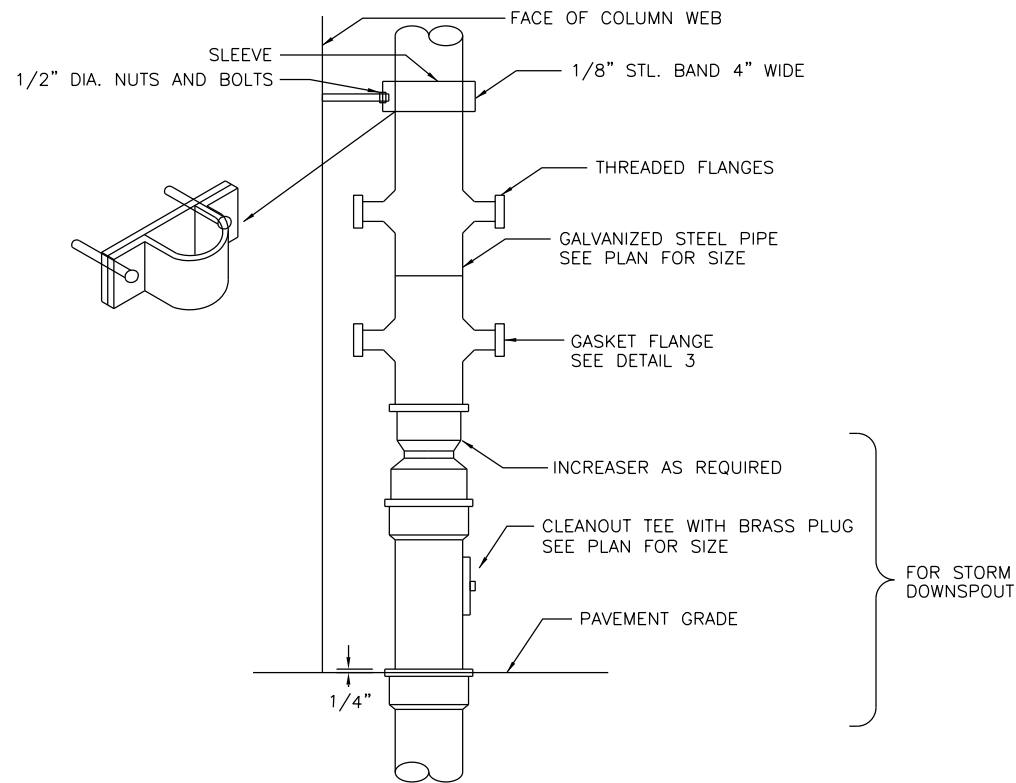 FACE OF COLUMN WEB
SLEEVE
1/2” DIA. NUTS AND BOLTS
1/8” STL. BAND 4” WIDE
THREADED FLANGES
GALVANIZED STEEL PIPE
SEE PLAN FOR SIZE
GASKET FLANGE
SEE DETAIL 3
INCREASER AS REQUIRED
CLEANOUT TEE WITH BRASS PLUG
SEE PLAN FOR SIZE
FOR STORM
DOWNSPOUT
PAVEMENT GRADE
1/4”